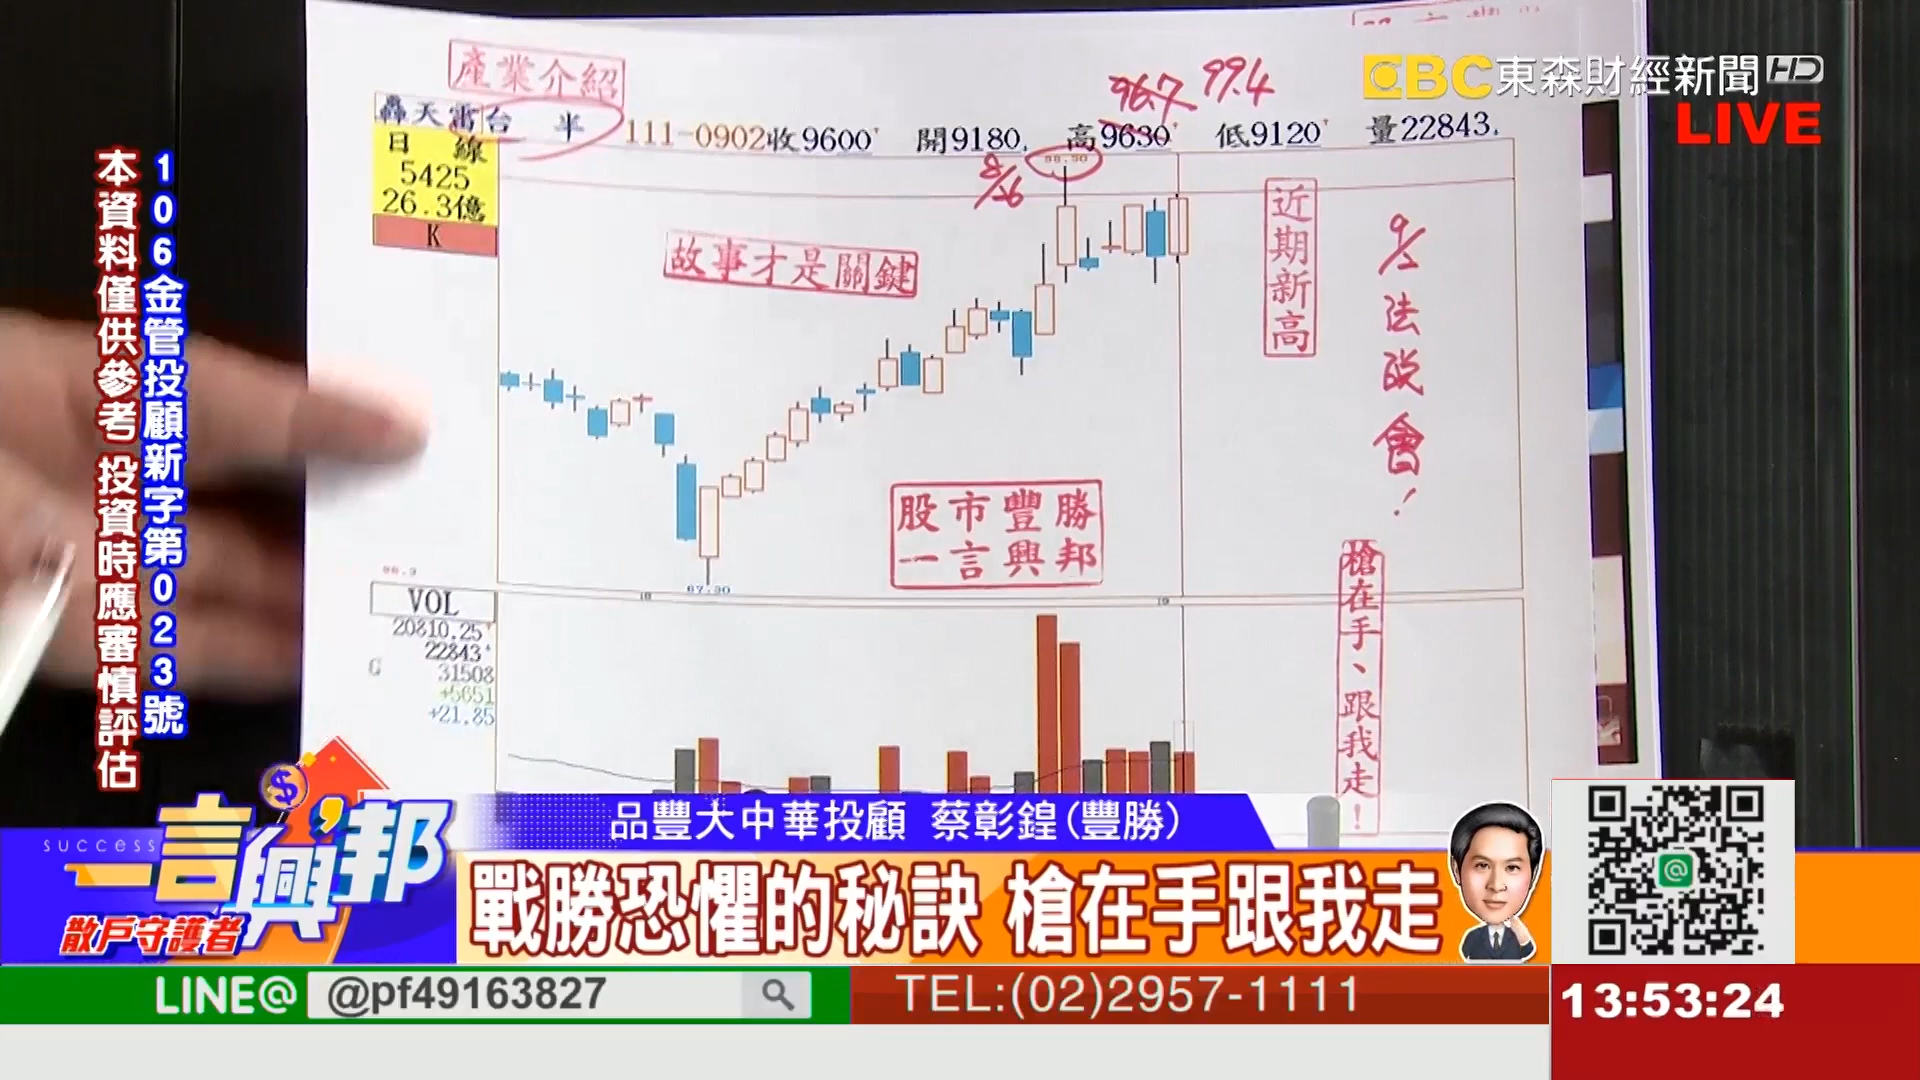 產業介紹
96.7 99.4
EBC東森財經新聞HD
LIVE
轟天雷台 半
111-0902收9600 開9180. 高9630 低9120 量22843.
日 線
5425
26.3億
K
8/26
98.50
近期新高
故事才是關鍵
9/2法說會!
股市豐勝
一言興邦
槍在手、跟我走!
67.30
VOL
20810.25
22843
G 31508
+5651
+21.85
106金管投顧新字第023號
本資料僅供參考 投資時應審慎評估
success
一言興邦
散戶守護者
品豐大中華投顧 蔡彰鍠(豐勝)
戰勝恐懼的秘訣 槍在手跟我走
LINE@ @pf49163827
TEL:(02)2957-1111
13:53:24